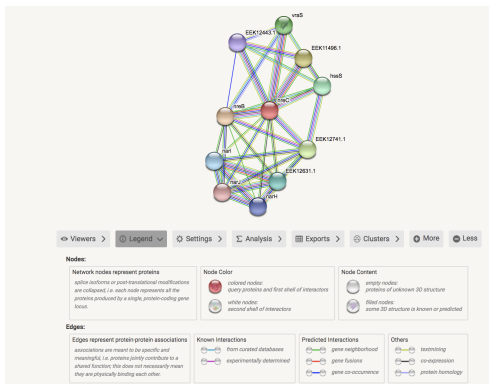 vraS
EEK12443.1
EEK11496.1
hssS
nreC
nreB
EEK12741.1
narI
EEK12631.1
narJ
narH
Viewers
Legend
Settings
Analysis
Exports
Clusters
More
Less
Nodes:
Network nodes represent proteins
splice isoforms or post-translational modifications
are collapsed, i.e. each node represents all the
proteins produced by a single, protein-coding gene
locus.
Node Color
colored nodes:
query proteins and first shell of interactors
white nodes:
second shell of interactors
Node Content
empty nodes:
proteins of unknown 3D structure
filled nodes:
some 3D structure is known or predicted
Edges:
Edges represent protein-protein associations
associations are meant to be specific and
meaningful, i.e. proteins jointly contribute to a
shared function; this does not necessarily mean
they are physically binding each other.
Known Interactions
from curated databases
experimentally determined
Predicted Interactions
gene neighborhood
gene fusions
gene co-occurrence
Others
textmining
co-expression
protein homology